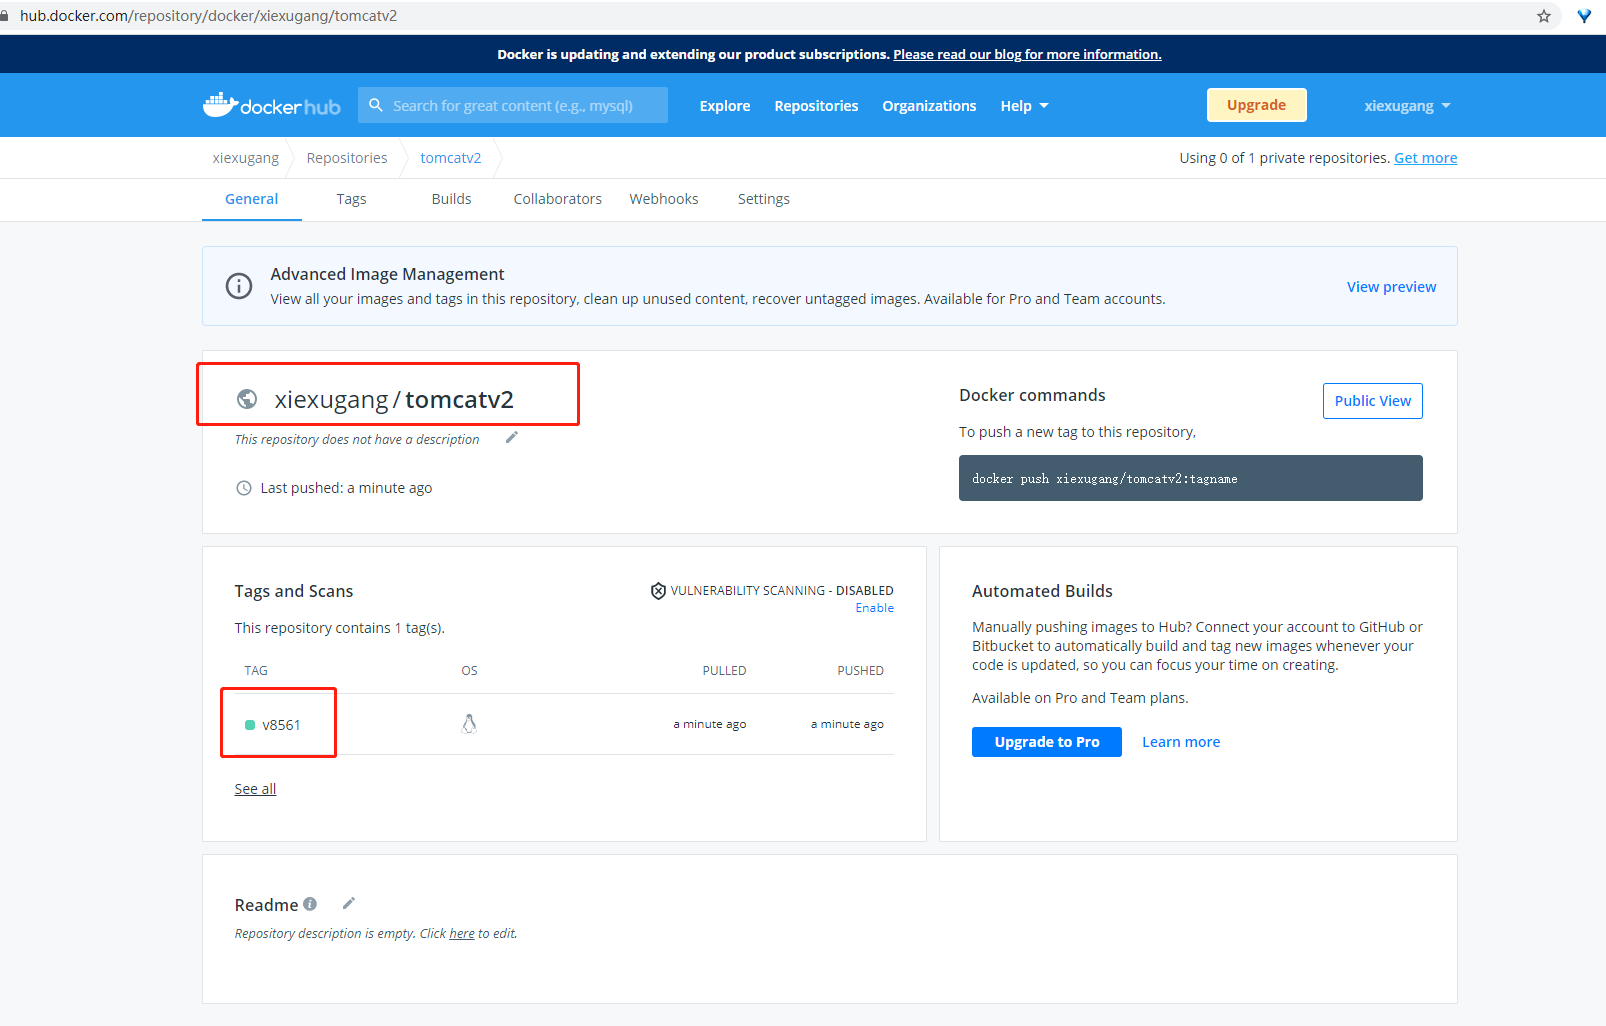 hub.docker.com/repository/docker/xiexugang/tomcatv2
Docker is updating and extending our product subscriptions. Please read our blog for more information.
dockerhub Search for great content (e.g., mysql) Explore Repositories Organizations Help Upgrade xiexugang
xiexugang Repositories tomcatv2 Using 0 of 1 private repositories. Get more
General Tags Builds Collaborators Webhooks Settings
Advanced Image Management
View all your images and tags in this repository, clean up unused content, recover untagged images. Available for Pro and Team accounts.
View preview
xiexugang / tomcatv2
This repository does not have a description
Last pushed: a minute ago
Docker commands
Public View
To push a new tag to this repository,
docker push xiexugang/tomcatv2:tagname
Tags and Scans
VULNERABILITY SCANNING - DISABLED
Enable
This repository contains 1 tag(s).
TAG OS PULLED PUSHED
v8561 a minute ago a minute ago
See all
Automated Builds
Manually pushing images to Hub? Connect your account to GitHub or
Bitbucket to automatically build and tag new images whenever your
code is updated, so you can focus your time on creating.
Available on Pro and Team plans.
Upgrade to Pro Learn more
Readme
Repository description is empty. Click here to edit.